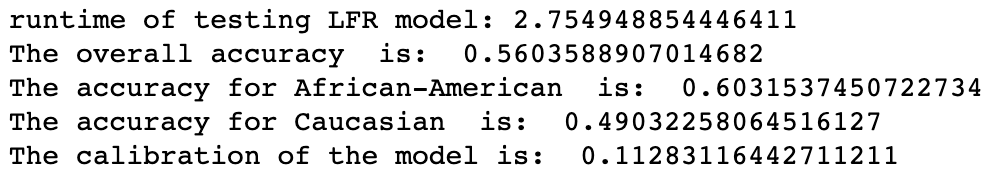 runtime of testing LFR model: 2.754948854446411
The overall accuracy  is:  0.5603588907014682
The accuracy for African-American  is:  0.6031537450722734
The accuracy for Caucasian  is:  0.49032258064516127
The calibration of the model is:  0.11283116442711211